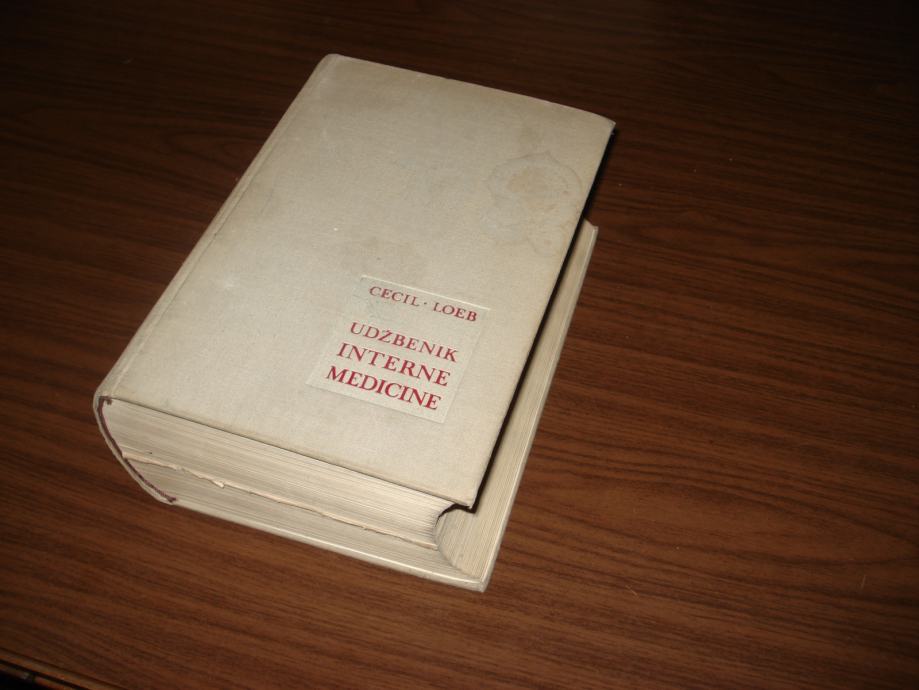 CECIL · LOEB
UDŽBENIK
INTERNE
MEDICINE